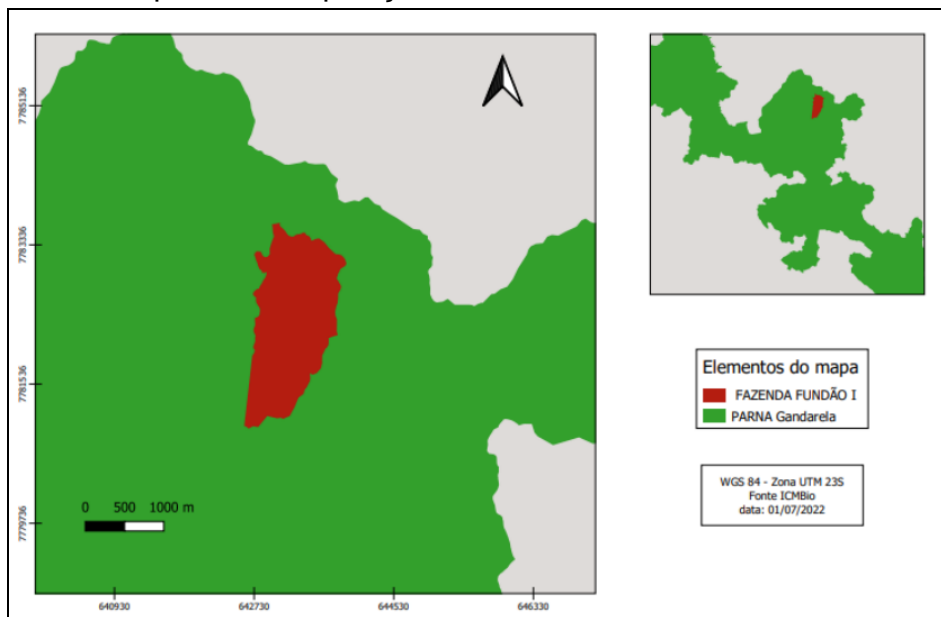 7785136
7783336
7781536
7779736
0 500 1000 m
640930 642730 644530 646330
Elementos do mapa
FAZENDA FUNDÃO I
PARNA Gandarela
WGS 84 - Zona UTM 23S
Fonte ICMBio
data: 01/07/2022